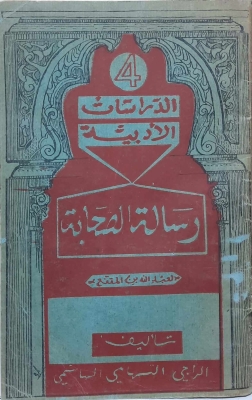 4
الدراسات
الأدبية
رسالة الصحابة
لعبد الله بن المقفع
تأليف
الراجي التهامي الهاشمي